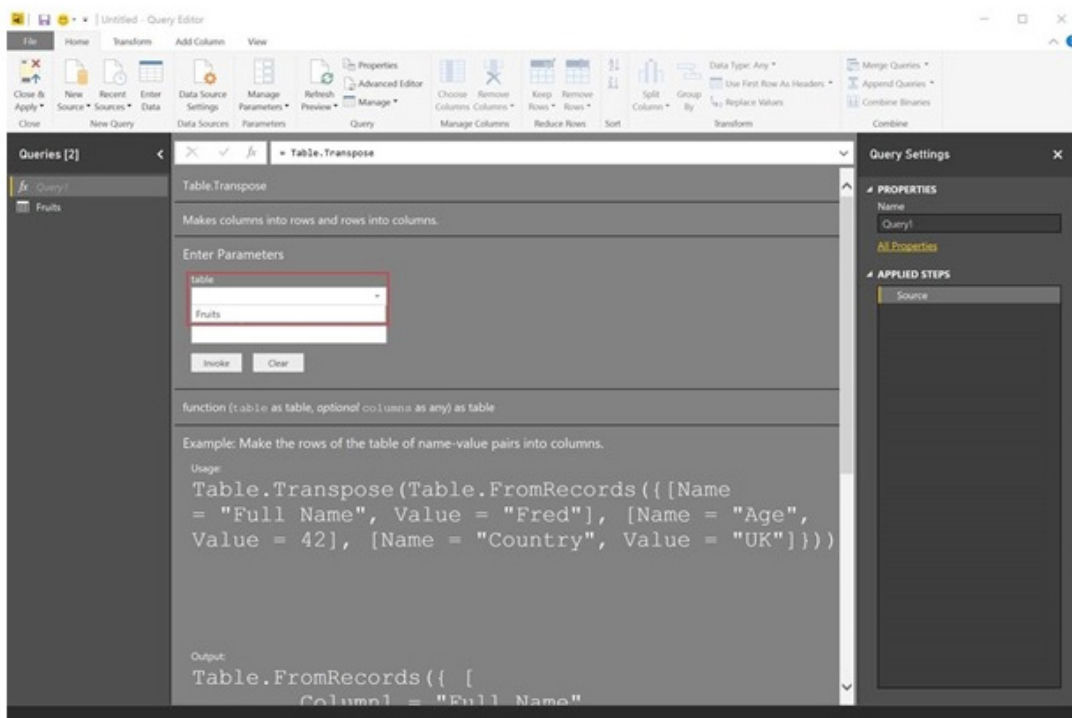 Untitled - Query Editor
File Home Transform Add Column View
Close & Apply
New Source
Recent Sources
Enter Data
Data Source Settings
Manage Parameters
Refresh Preview
Properties
Advanced Editor
Manage
Choose Columns
Remove Columns
Keep Rows
Remove Rows
Split Column
Group By
Data Type: Any
Use First Row As Headers
Replace Values
Merge Queries
Append Queries
Combine Binaries
Close New Query Data Sources Parameters Query Manage Columns Reduce Rows Sort Transform Combine
Queries [2]
fx Query1
Fruits
fx = Table.Transpose
Table.Transpose
Makes columns into rows and rows into columns.
Enter Parameters
table
Fruits
Invoke Clear
function (table as table, optional columns as any) as table
Example: Make the rows of the table of name-value pairs into columns.
Usage:
Table.Transpose(Table.FromRecords({[Name
= "Full Name", Value = "Fred"], [Name = "Age",
Value = 42], [Name = "Country", Value = "UK"]}))
Output:
Table.FromRecords({ [
Column1 = "Full Name"
Query Settings
PROPERTIES
Name
Query1
All Properties
APPLIED STEPS
Source